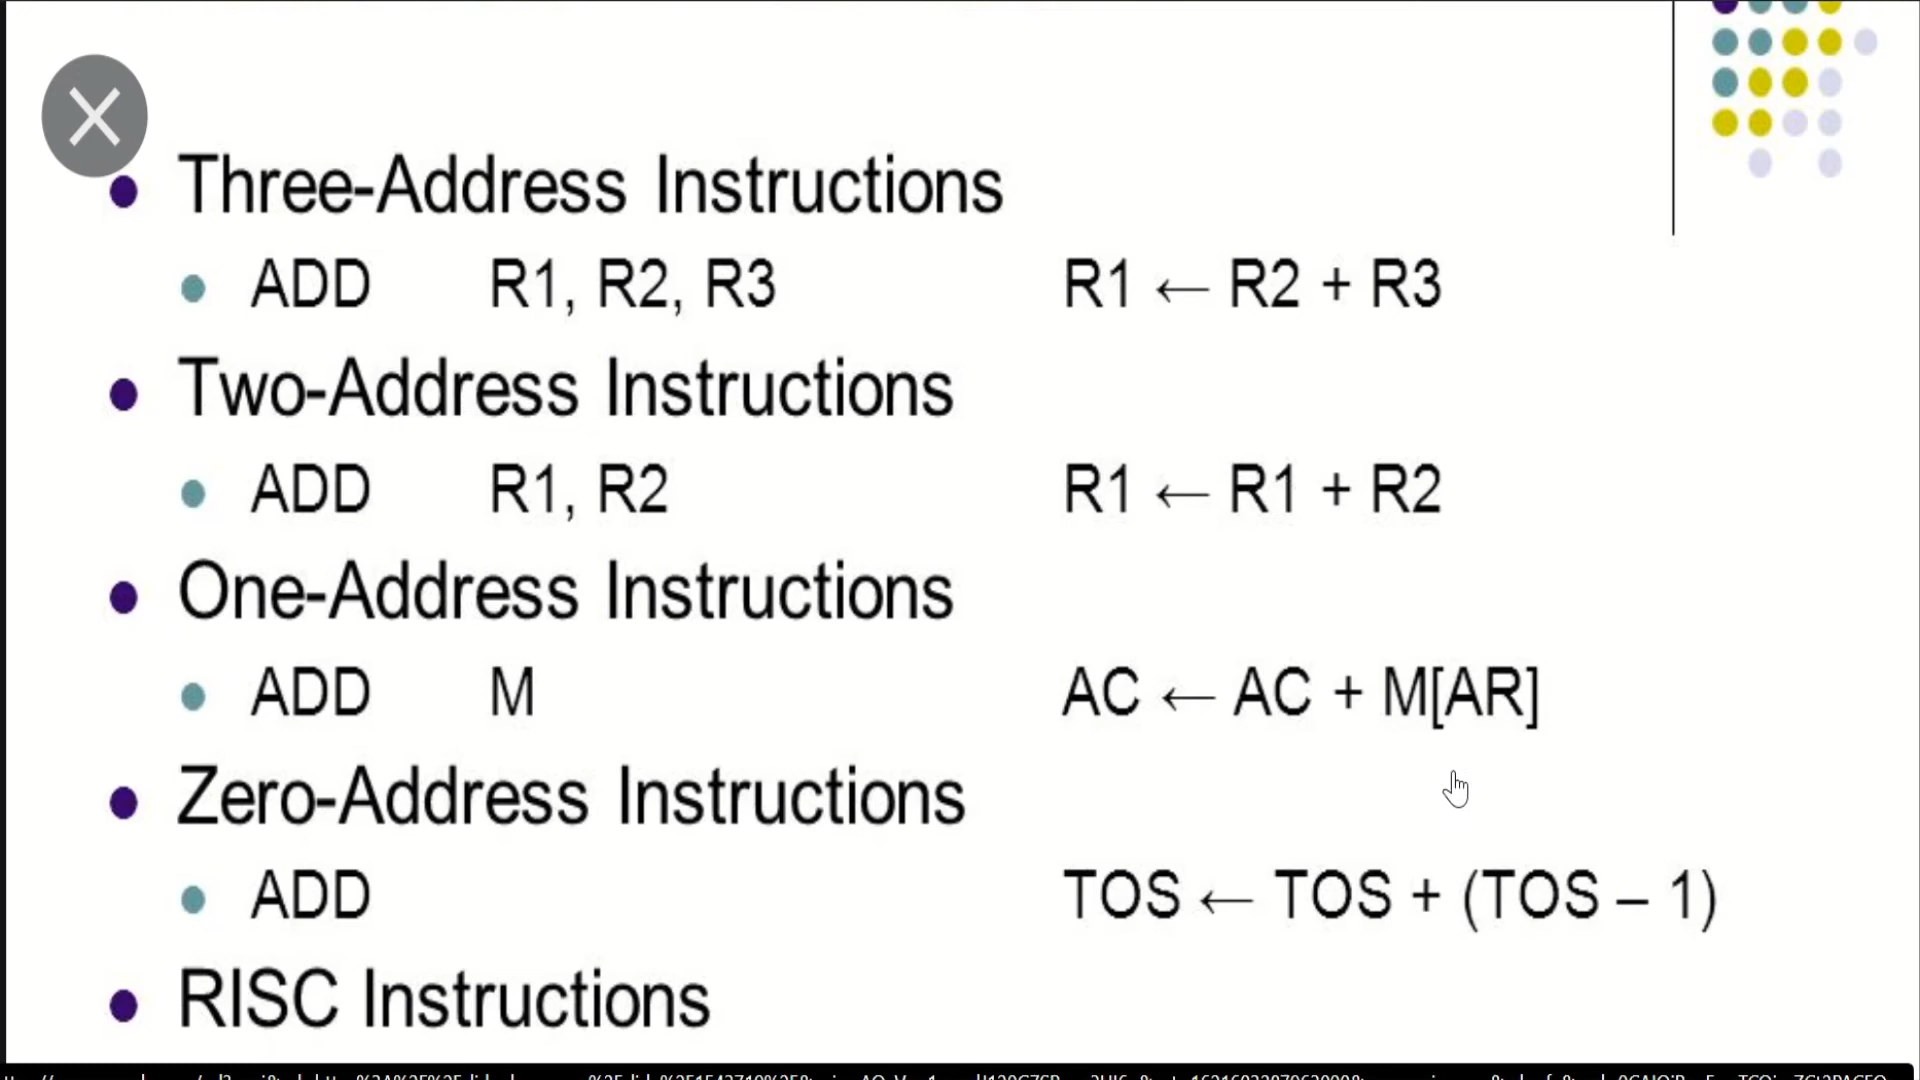 Three-Address Instructions
ADD R1, R2, R3 R1 ← R2 + R3
Two-Address Instructions
ADD R1, R2 R1 ← R1 + R2
One-Address Instructions
ADD M AC ← AC + M[AR]
Zero-Address Instructions
ADD TOS ← TOS + (TOS – 1)
RISC Instructions